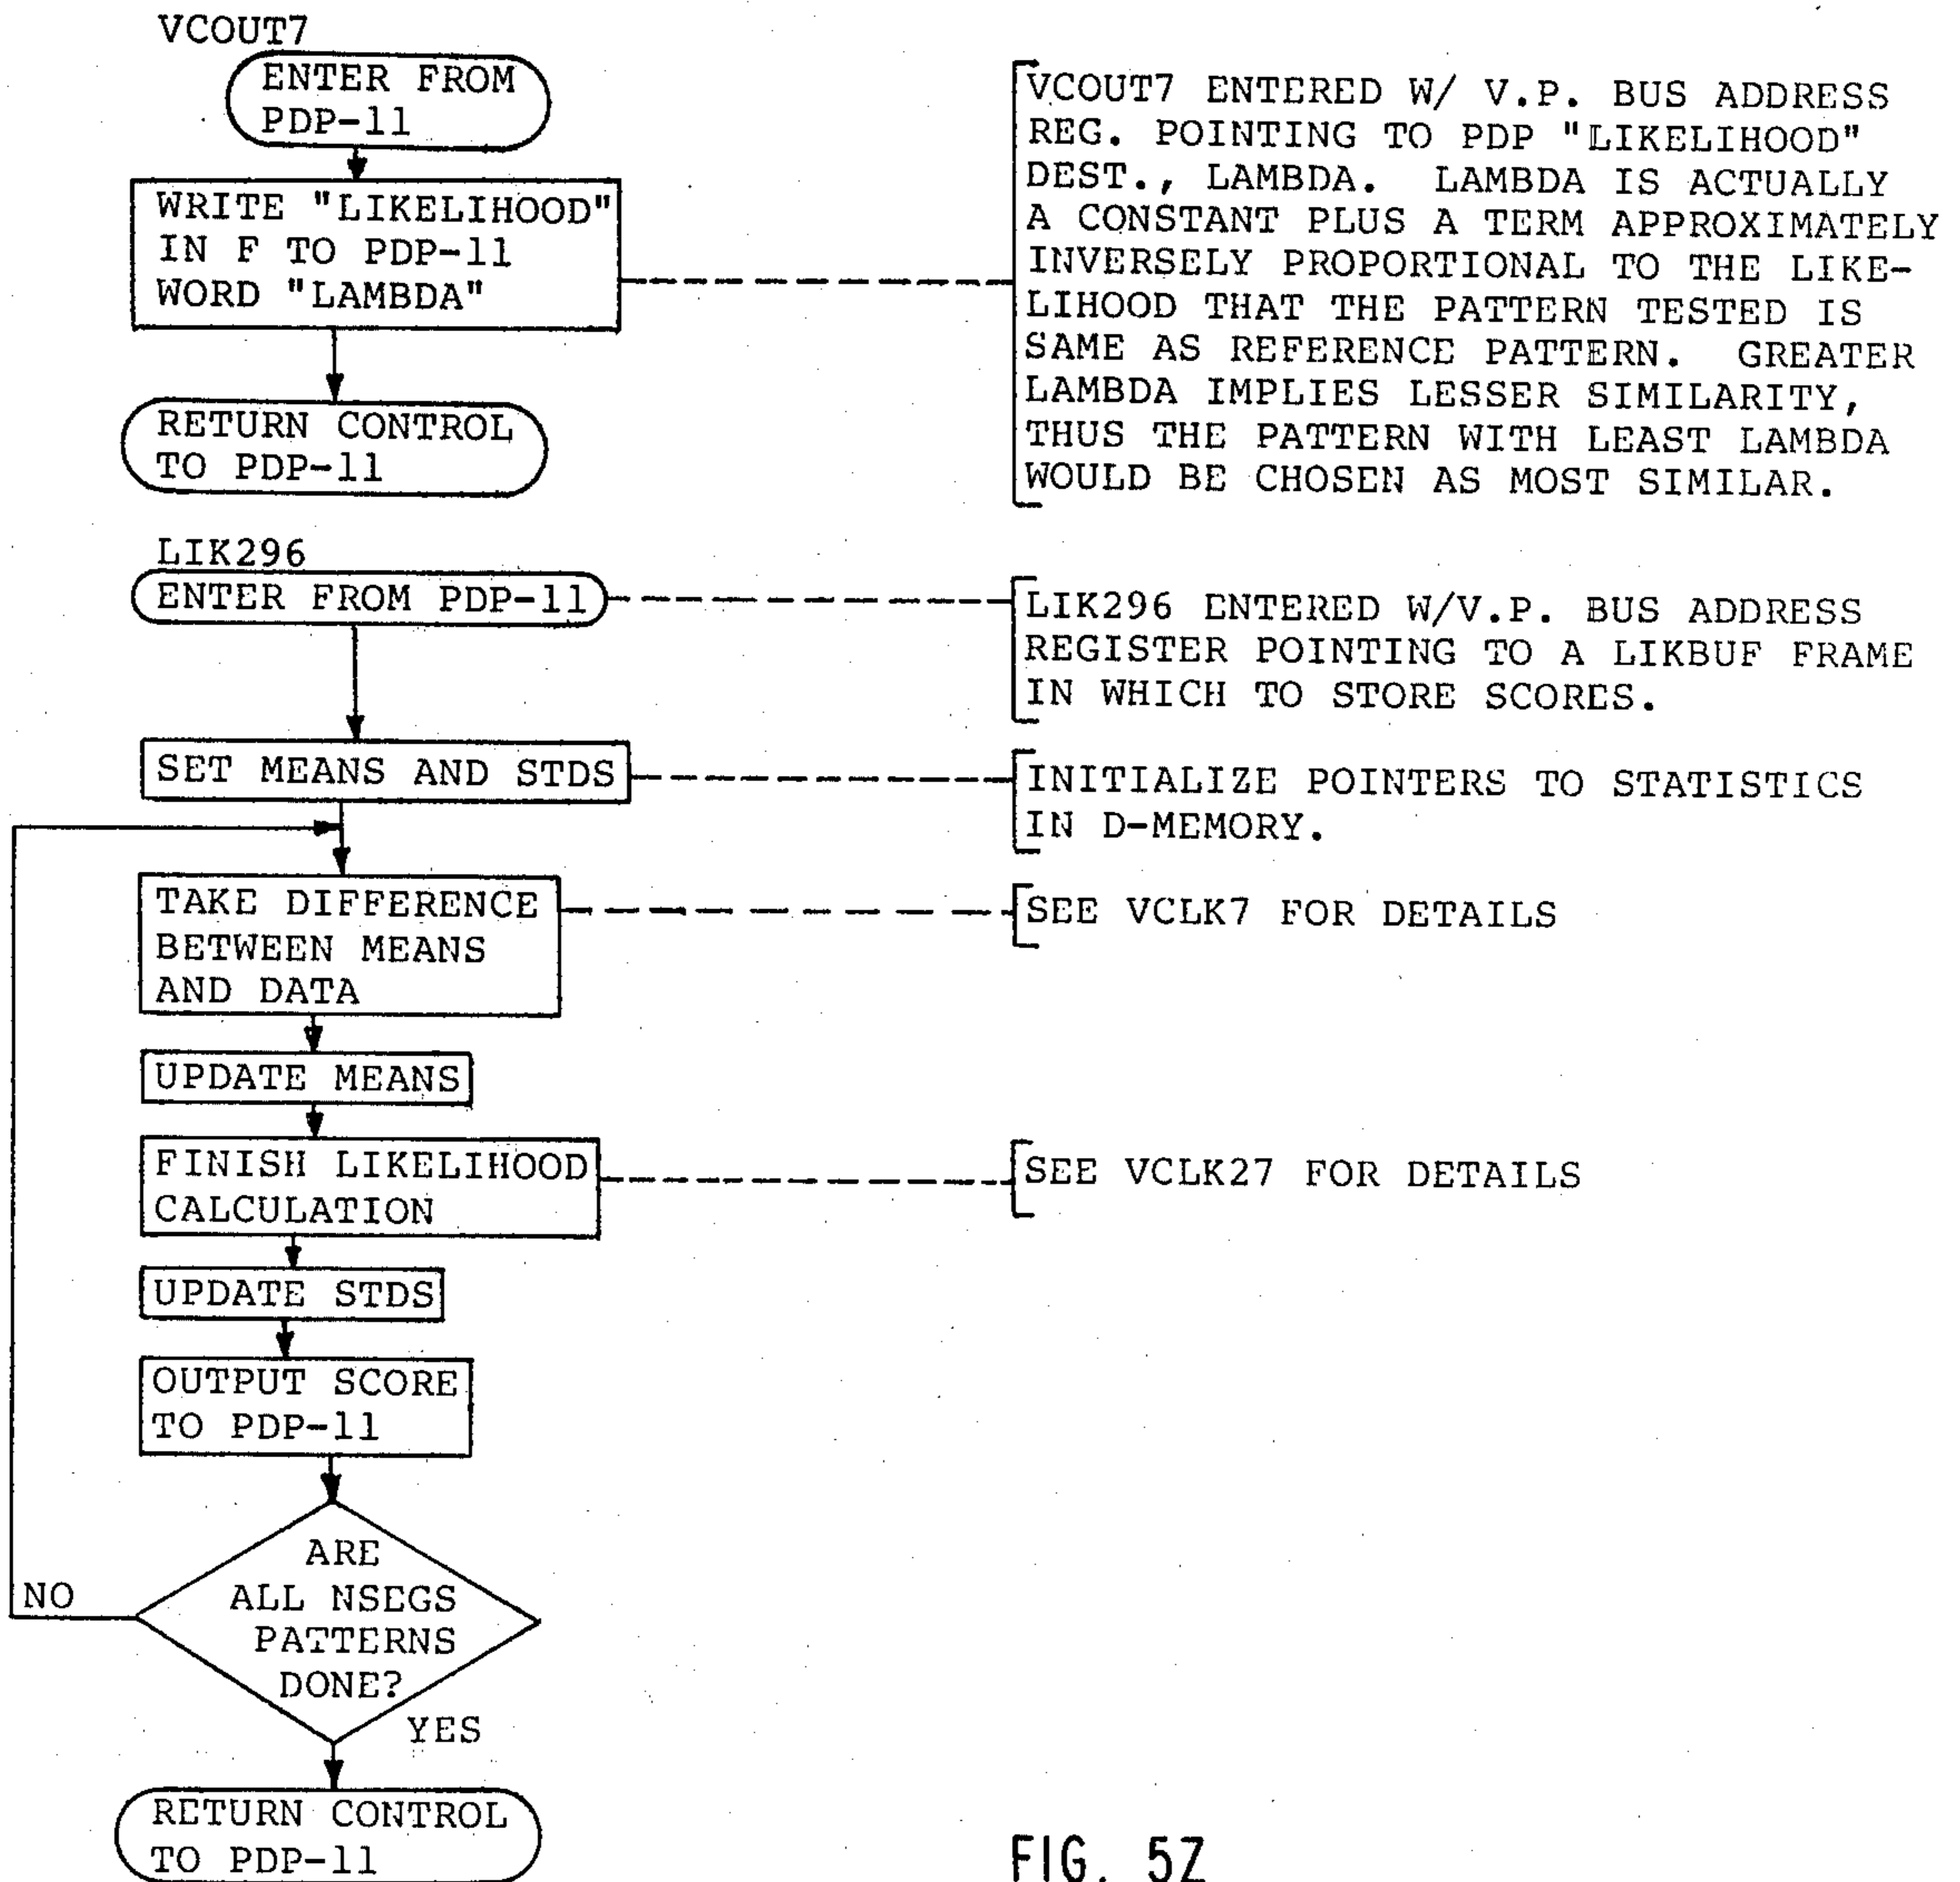 VCOUT7
ENTER FROM
PDP-11
WRITE "LIKELIHOOD"
IN F TO PDP-11
WORD "LAMBDA"
RETURN CONTROL
TO PDP-11
VCOUT7 ENTERED W/ V.P. BUS ADDRESS
REG. POINTING TO PDP "LIKELIHOOD"
DEST., LAMBDA. LAMBDA IS ACTUALLY
A CONSTANT PLUS A TERM APPROXIMATELY
INVERSELY PROPORTIONAL TO THE LIKE-
LIHOOD THAT THE PATTERN TESTED IS
SAME AS REFERENCE PATTERN. GREATER
LAMBDA IMPLIES LESSER SIMILARITY,
THUS THE PATTERN WITH LEAST LAMBDA
WOULD BE CHOSEN AS MOST SIMILAR.
LIK296
ENTER FROM PDP-11
LIK296 ENTERED W/V.P. BUS ADDRESS
REGISTER POINTING TO A LIKBUF FRAME
IN WHICH TO STORE SCORES.
SET MEANS AND STDS
INITIALIZE POINTERS TO STATISTICS
IN D-MEMORY.
TAKE DIFFERENCE
BETWEEN MEANS
AND DATA
SEE VCLK7 FOR DETAILS
UPDATE MEANS
FINISH LIKELIHOOD
CALCULATION
SEE VCLK27 FOR DETAILS
UPDATE STDS
OUTPUT SCORE
TO PDP-11
ARE
ALL NSEGS
PATTERNS
DONE?
NO
YES
RETURN CONTROL
TO PDP-11
FIG. 5Z